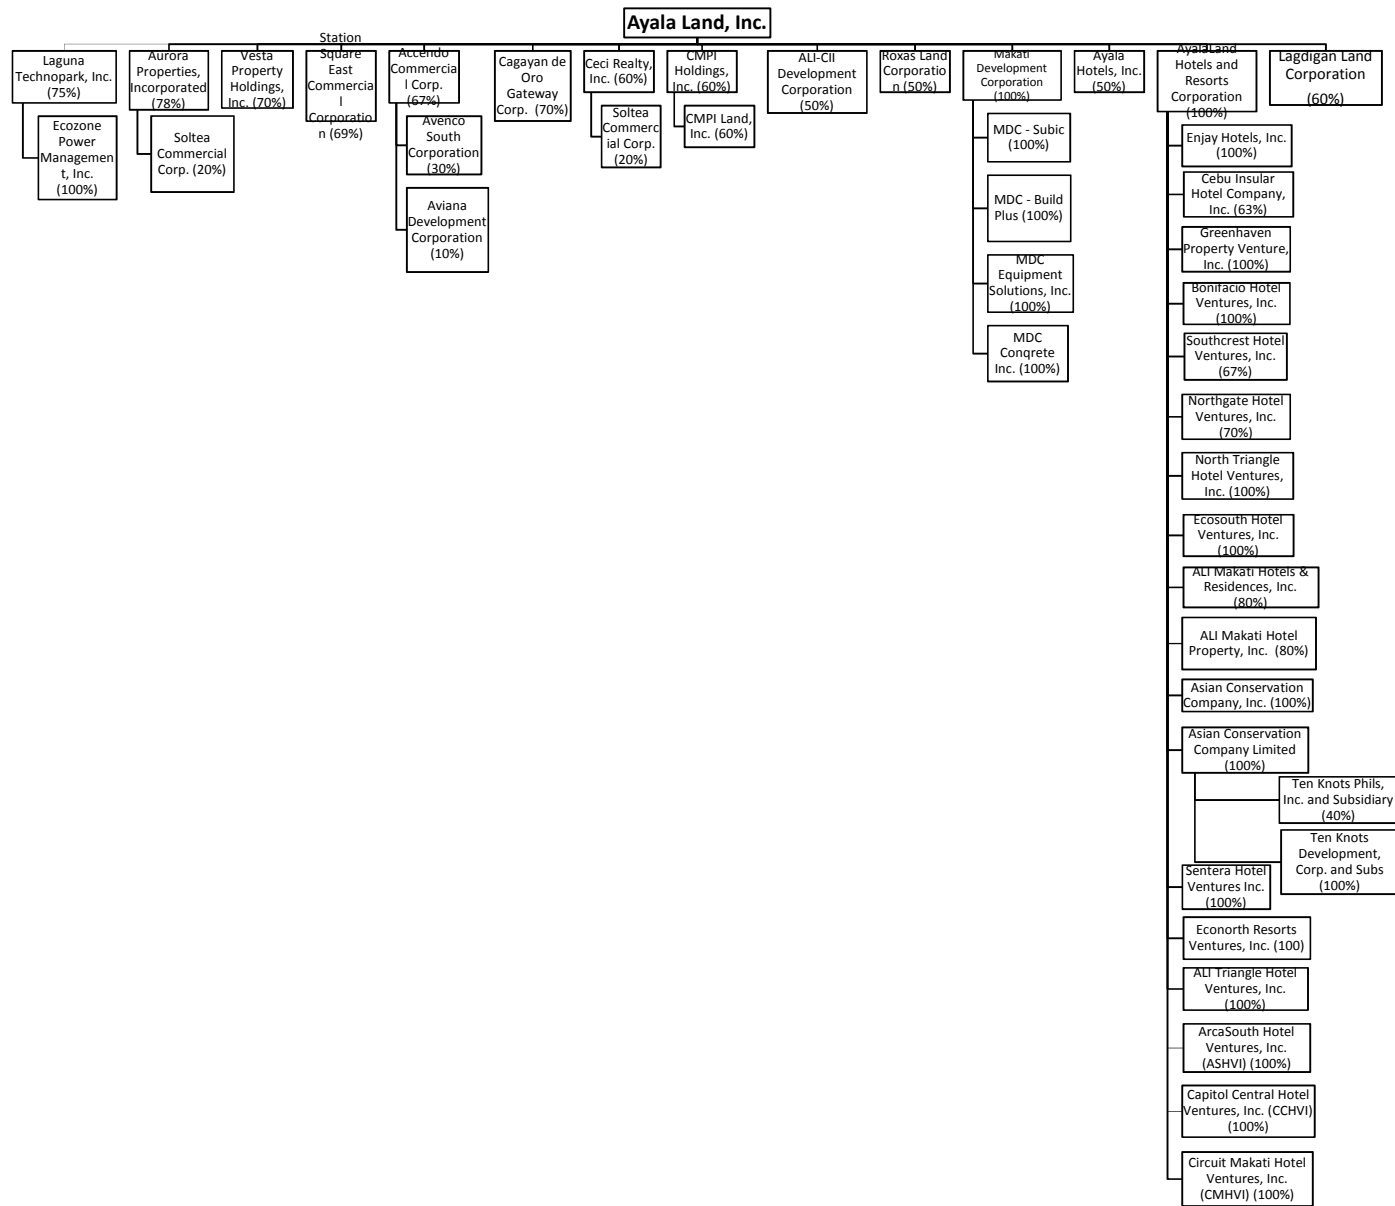 Ayala Land, Inc.
Laguna
Technopark, Inc.
(75%)
Ecozone
Power
Managemen
t, Inc.
(100%)
Aurora
Properties,
Incorporated
(78%)
Soltea
Commercial
Corp. (20%)
Vesta
Property
Holdings,
Inc. (70%)
Station
Square
East
Commercia
l
Corporatio
n (69%)
Accendo
Commercia
l Corp.
(67%)
Avenco
South
Corporation
(30%)
Aviana
Development
Corporation
(10%)
Cagayan de
Oro
Gateway
Corp. (70%)
Ceci Realty,
Inc. (60%)
Soltea
Commerc
ial Corp.
(20%)
CMPI
Holdings,
Inc. (60%)
CMPI Land,
Inc. (60%)
ALI-CII
Development
Corporation
(50%)
Roxas Land
Corporatio
n (50%)
Makati
Development
Corporation
(100%)
MDC - Subic
(100%)
MDC - Build
Plus (100%)
MDC
Equipment
Solutions, Inc.
(100%)
MDC
Conqrete
Inc. (100%)
Ayala
Hotels, Inc.
(50%)
AyalaLand
Hotels and
Resorts
Corporation
(100%)
Enjay Hotels, Inc.
(100%)
Cebu Insular
Hotel Company,
Inc. (63%)
Greenhaven
Property Venture,
Inc. (100%)
Bonifacio Hotel
Ventures, Inc.
(100%)
Southcrest Hotel
Ventures, Inc.
(67%)
Northgate Hotel
Ventures, Inc.
(70%)
North Triangle
Hotel Ventures,
Inc. (100%)
Ecosouth Hotel
Ventures, Inc.
(100%)
ALI Makati Hotels &
Residences, Inc.
(80%)
ALI Makati Hotel
Property, Inc. (80%)
Asian Conservation
Company, Inc. (100%)
Asian Conservation
Company Limited
(100%)
Ten Knots Phils,
Inc. and Subsidiary
(40%)
Ten Knots
Development,
Corp. and Subs
(100%)
Sentera Hotel
Ventures Inc.
(100%)
Econorth Resorts
Ventures, Inc. (100)
ALI Triangle Hotel
Ventures, Inc.
(100%)
ArcaSouth Hotel
Ventures, Inc.
(ASHVI) (100%)
Capitol Central Hotel
Ventures, Inc. (CCHVI)
(100%)
Circuit Makati Hotel
Ventures, Inc.
(CMHVI) (100%)
Lagdigan Land
Corporation
(60%)